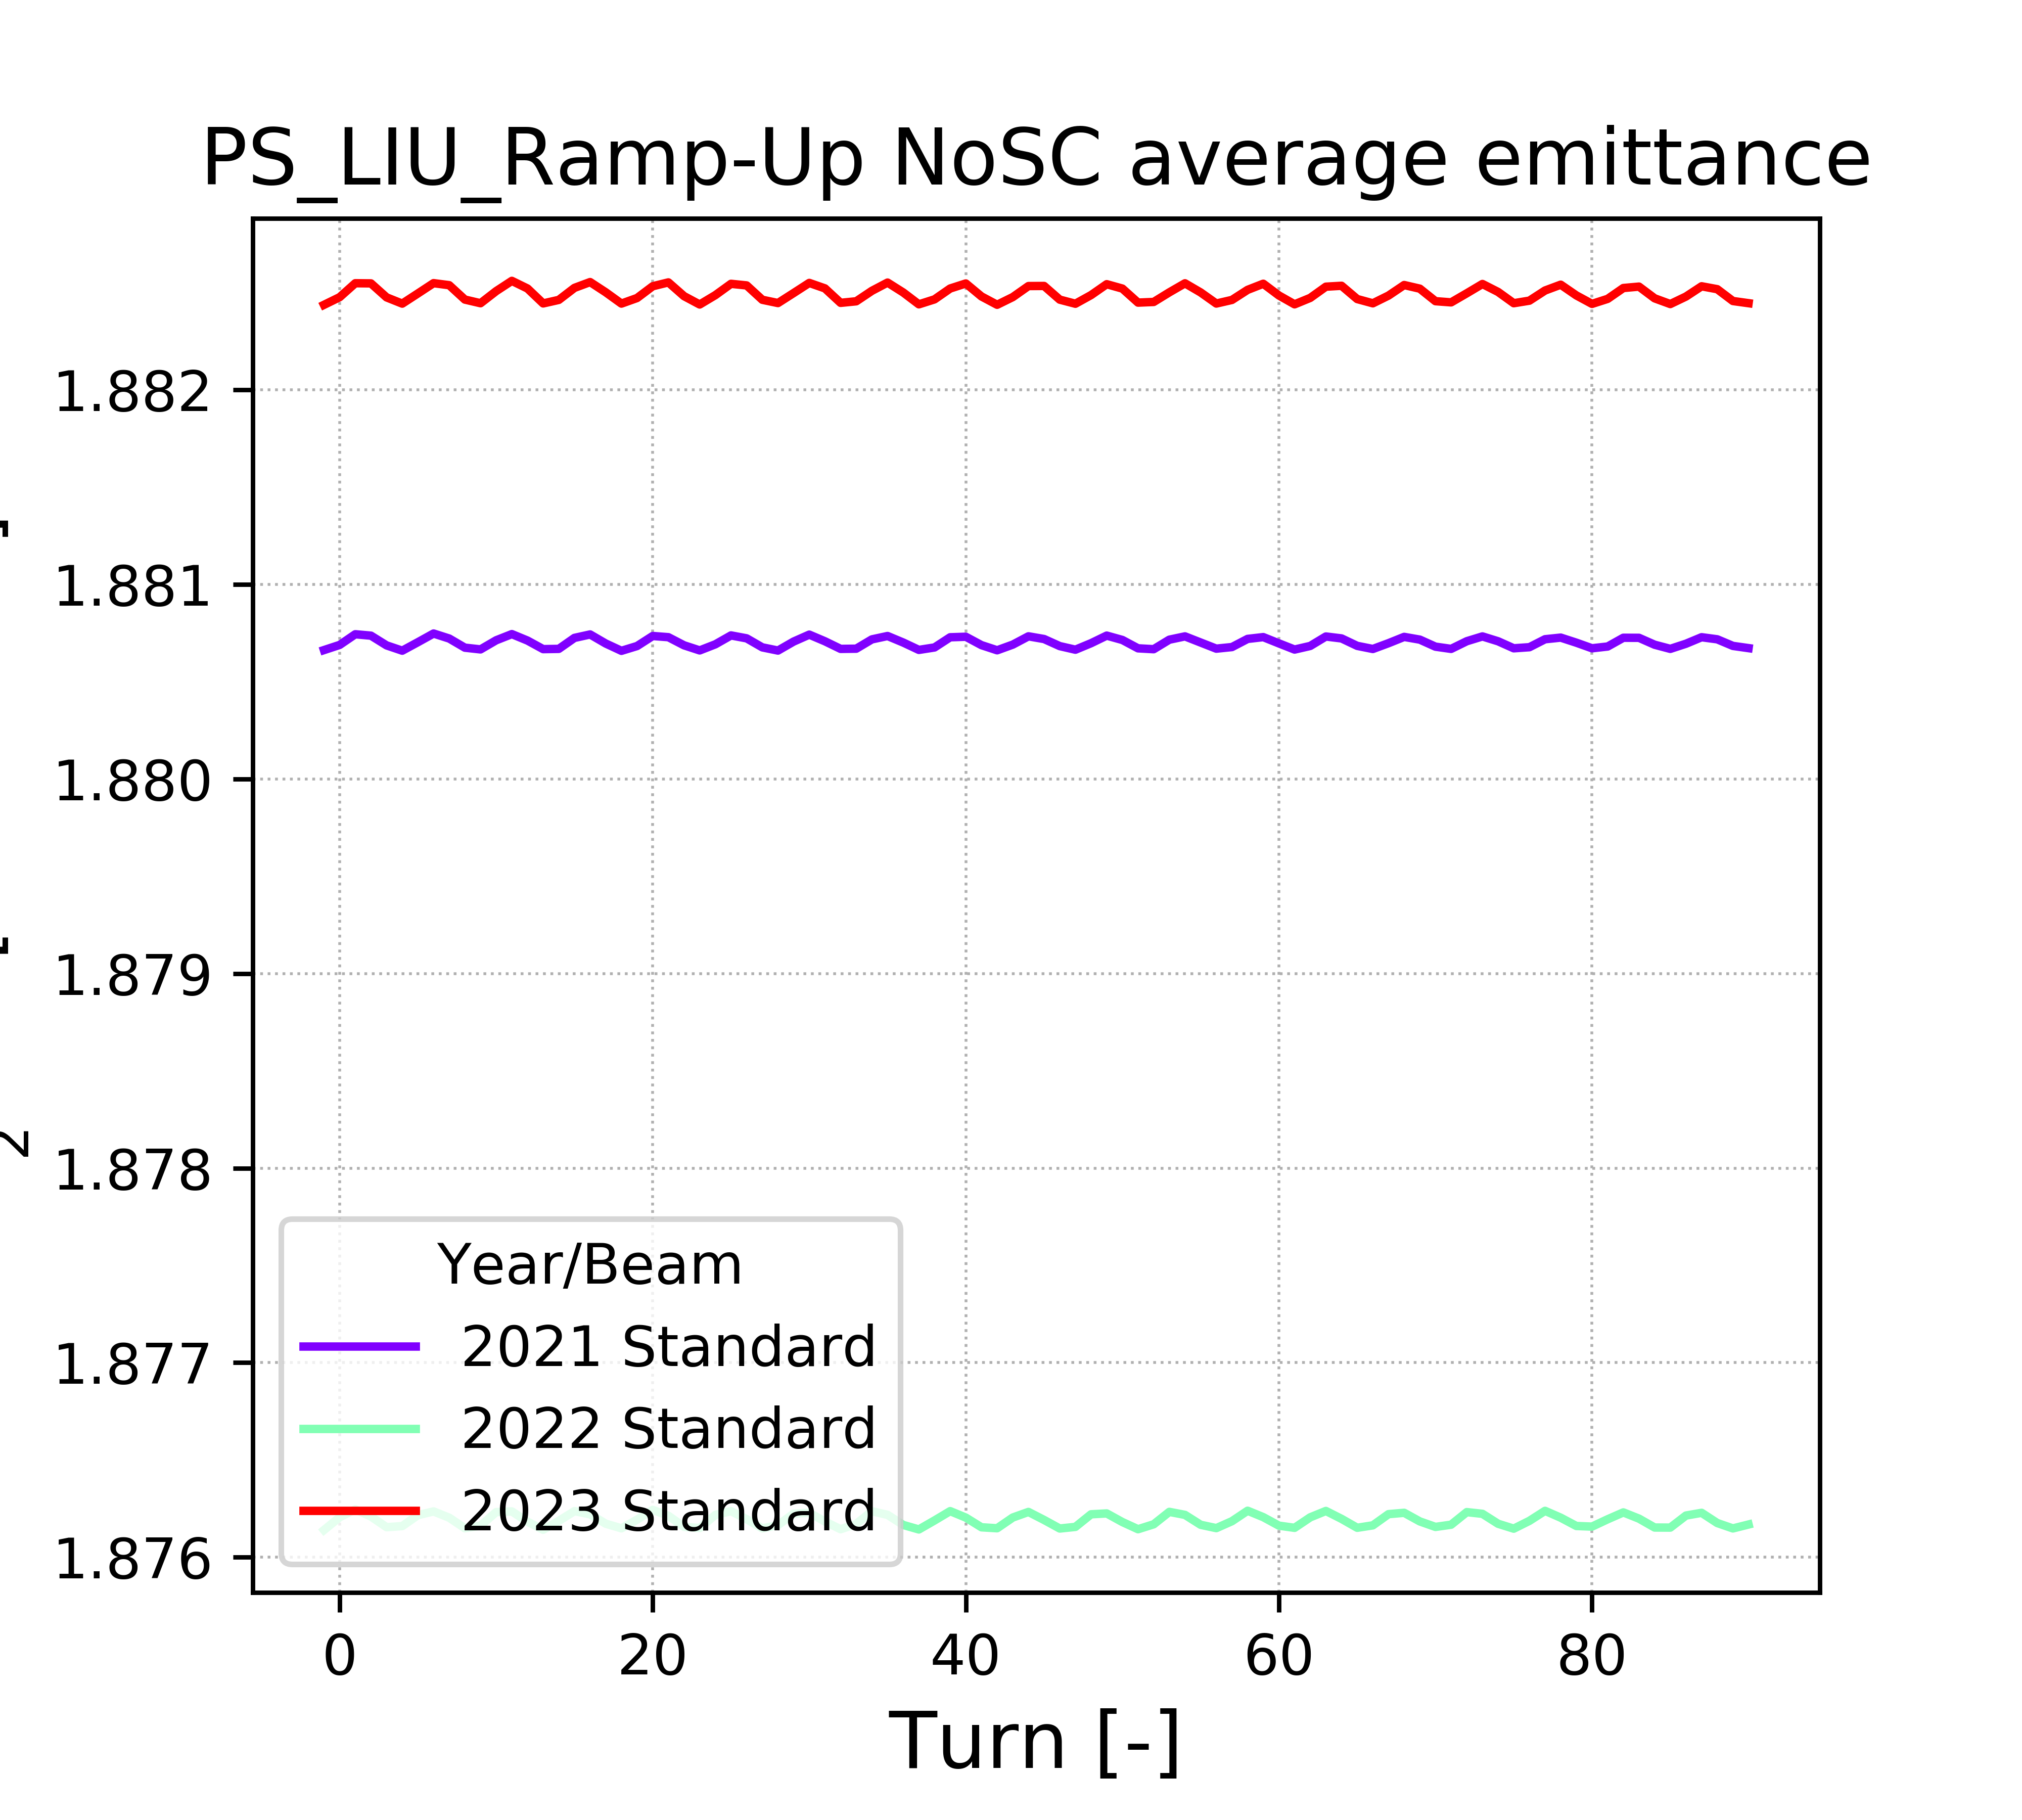 PS_LIU_Ramp-Up NoSC average emittance
1.882
1.881
1.880
1.879
1.878
1.877
1.876
2
Year/Beam
2021 Standard
2022 Standard
2023 Standard
0 20 40 60 80
Turn [-]